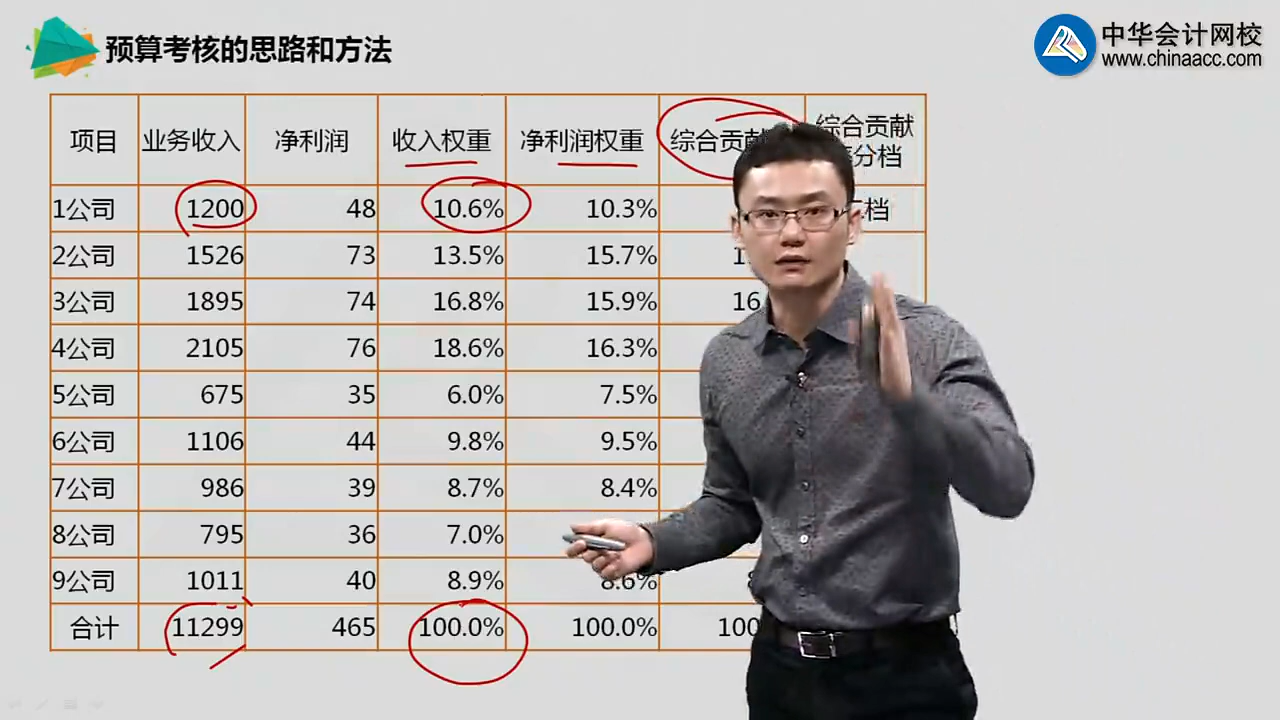 预算考核的思路和方法
中华会计网校
www.chinaacc.com
项目 业务收入 净利润 收入权重 净利润权重 综合贡献 综合贡献
分档
1公司 1200 48 10.6% 10.3% 档
2公司 1526 73 13.5% 15.7%
3公司 1895 74 16.8% 15.9% 16
4公司 2105 76 18.6% 16.3%
5公司 675 35 6.0% 7.5%
6公司 1106 44 9.8% 9.5%
7公司 986 39 8.7% 8.4%
8公司 795 36 7.0%
9公司 1011 40 8.9% 8.6%
合计 11299 465 100.0% 100.0% 100